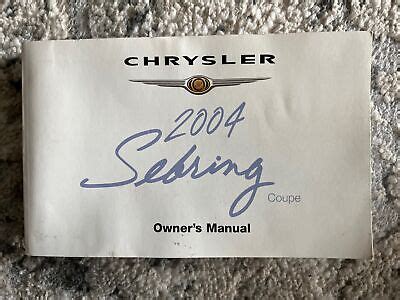 CHRYSLER
2004
Sebring
Coupe
Owner's Manual